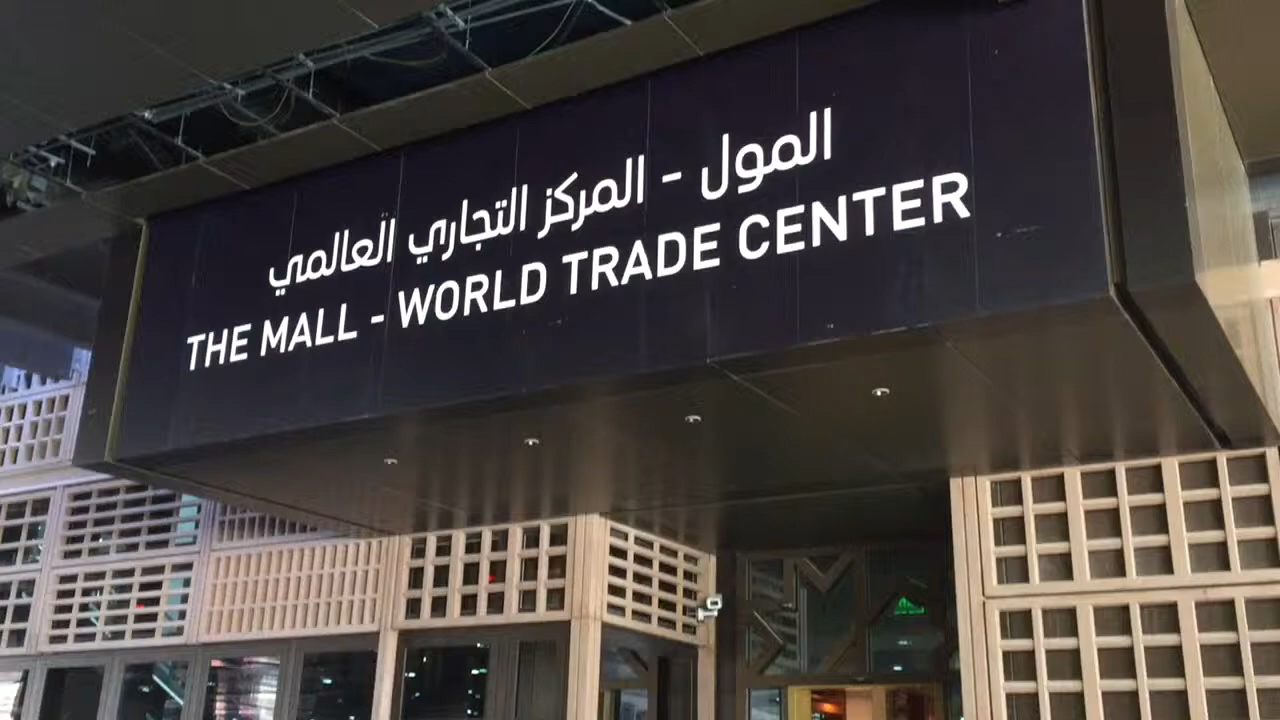 المول - المركز التجاري العالمي
THE MALL - WORLD TRADE CENTER